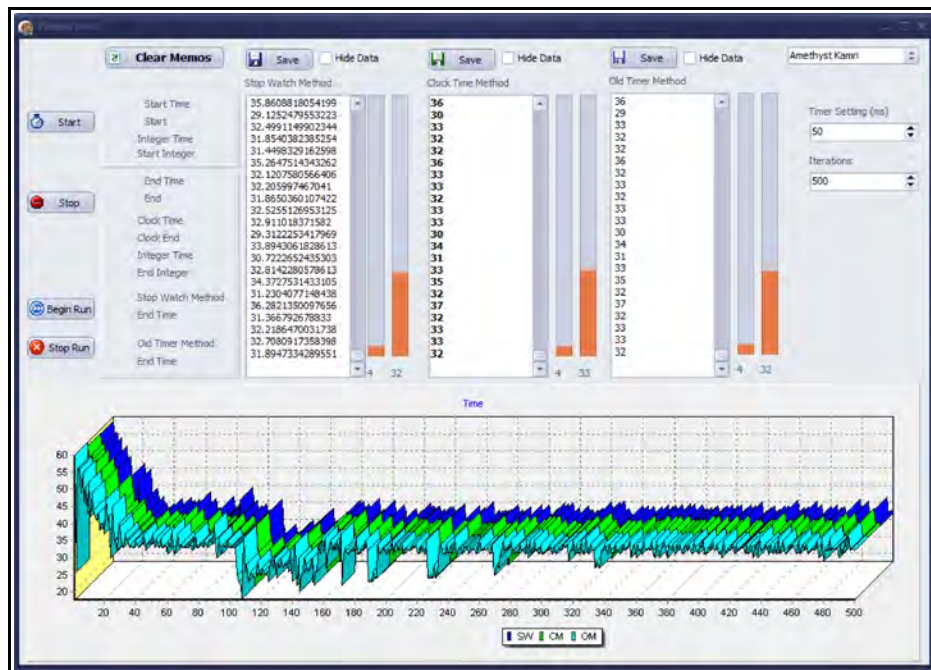 Clear Memos
Save
Hide Data
Save
Hide Data
Save
Hide Data
Amethyst Kamri
Stop Watch Method
Clock Time Method
Old Timer Method
Start
Stop
Begin Run
Stop Run
Start Time
Start
Integer Time
Start Integer
End Time
End
Clock Time
Clock End
Integer Time
End Integer
Stop Watch Method
End Time
Old Timer Method
End Time
35.8608818054199
29.1252479553223
32.4991149902344
31.8540382385254
31.4498329162598
35.2647514343262
32.1207580566406
32.205997467041
31.8650360107422
32.5255126953125
32.911018371582
29.3122253417969
33.8943061828613
30.7222652435303
32.8142280578613
34.3727531433105
31.2304077148438
36.2821350097656
31.366792678833
32.2186470031738
32.7080917358398
31.8947334289551
4 32
36
30
33
32
32
36
33
33
32
33
33
30
34
31
33
35
32
37
32
33
33
32
4 33
36
29
33
32
32
36
32
33
32
33
33
30
34
31
33
35
32
37
32
33
33
32
4 32
Timer Setting (ms)
50
Iterations
500
Time
60
55
50
45
40
35
30
25
20
20 40 60 80 100 120 140 160 180 200 220 240 260 280 300 320 340 360 380 400 420 440 460 480 500
SW CM OM